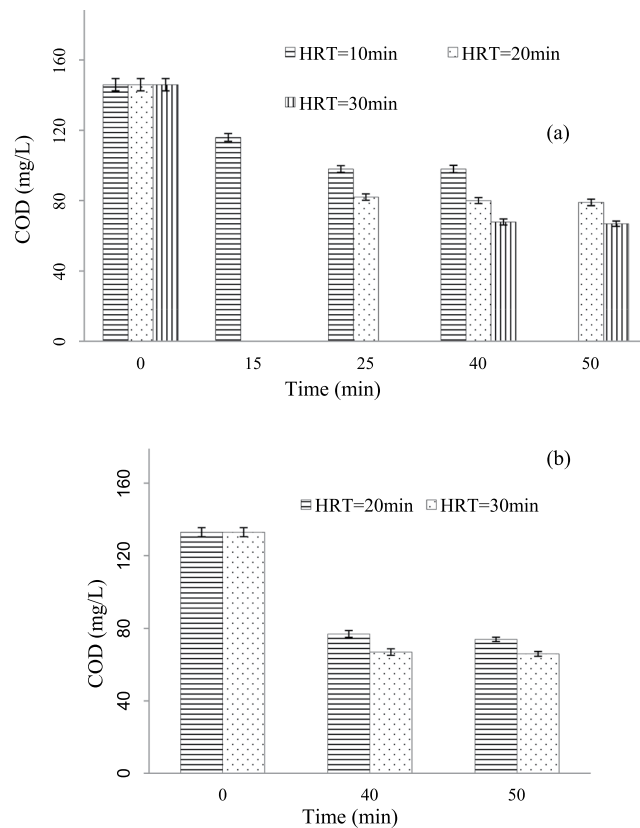 160
HRT=10min HRT=20min
HRT=30min
120
(a)
COD (mg/L)
80
40
0
0 15 25 40 50
Time (min)
(b)
160
HRT=20min HRT=30min
120
COD (mg/L)
80
40
0
0 40 50
Time (min)